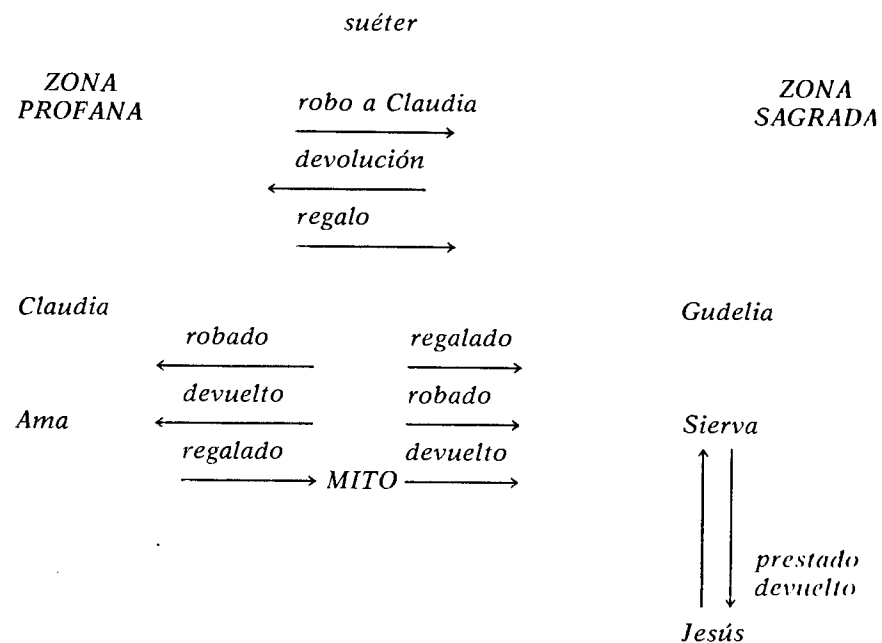 suéter
ZONA
PROFANA
ZONA
SAGRADA
robo a Claudia
devolución
regalo
Claudia
Gudelia
robado
regalado
devuelto
robado
Ama
Sierva
regalado
devuelto
MITO
prestado
devuelto
Jesús